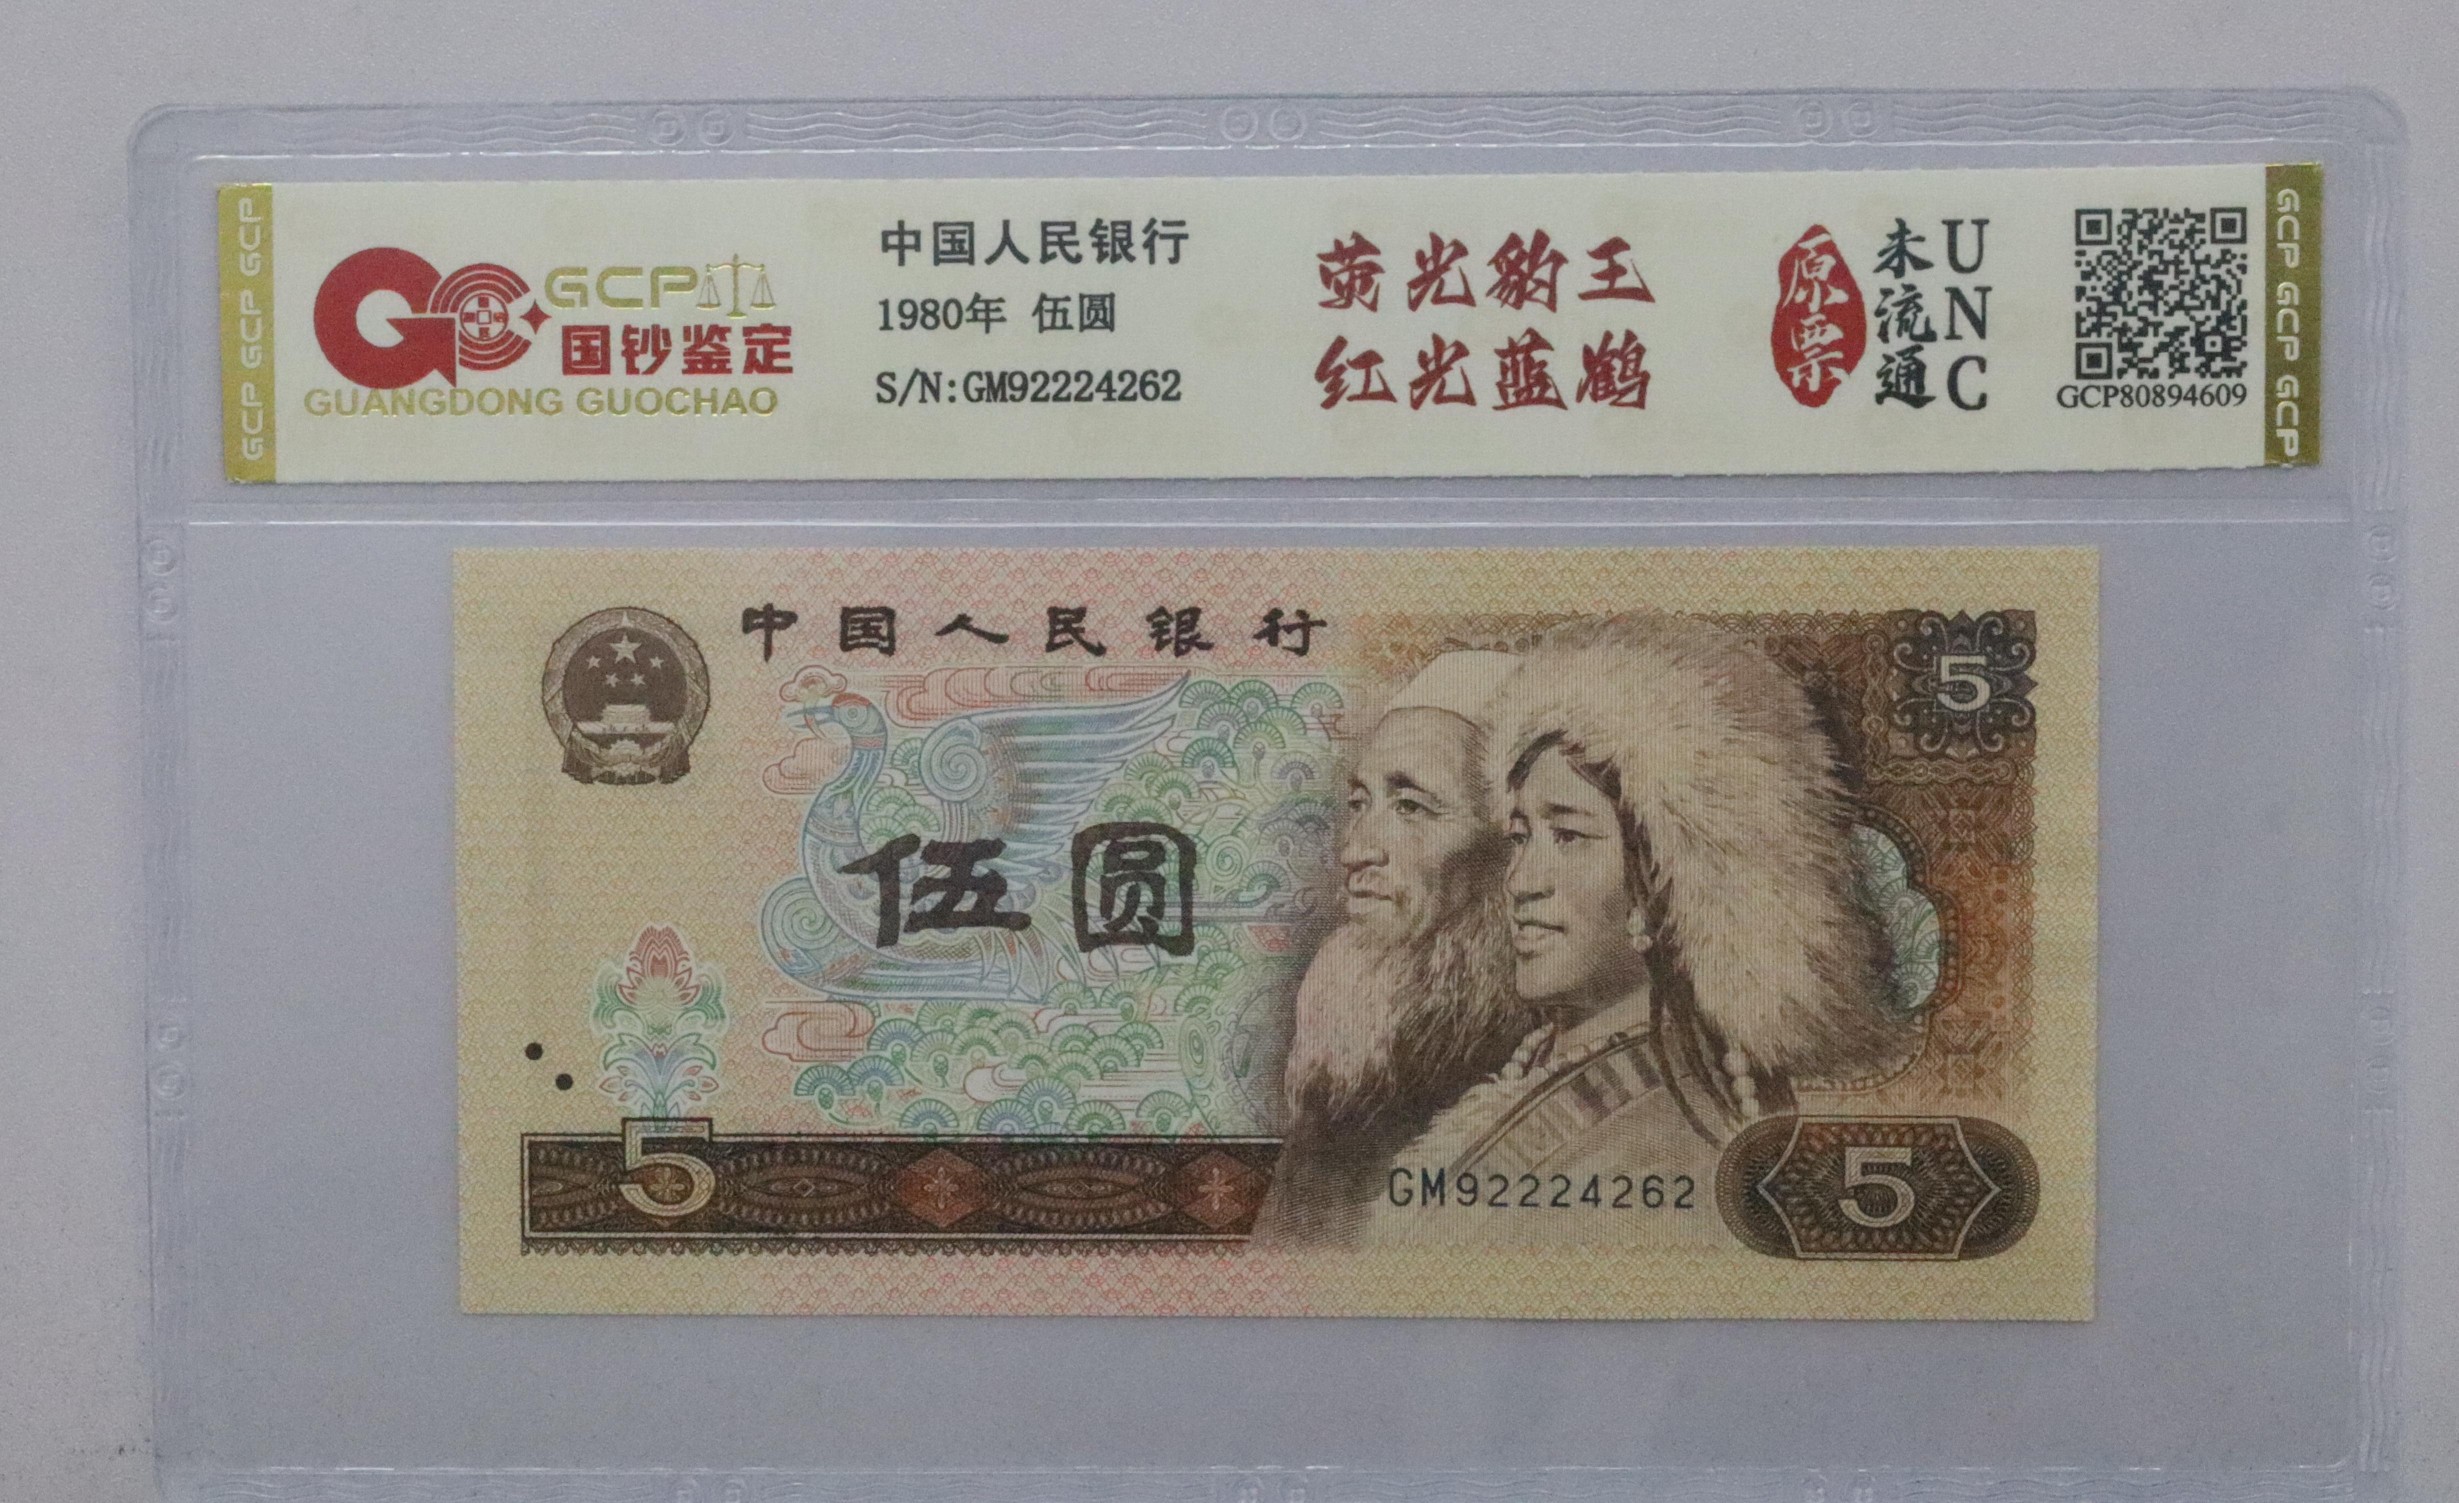 GCP GCP GCP
GCP
国钞鉴定
GUANGDONG GUOCHAO
中国人民银行
1980年 伍圆
S/N:GM92224262
荧光豹王
红光蓝鹤
原票
未流通
UNC
GCP80894609
GCP GCP GCP
中国人民银行
5
伍圆
5
GM92224262
5